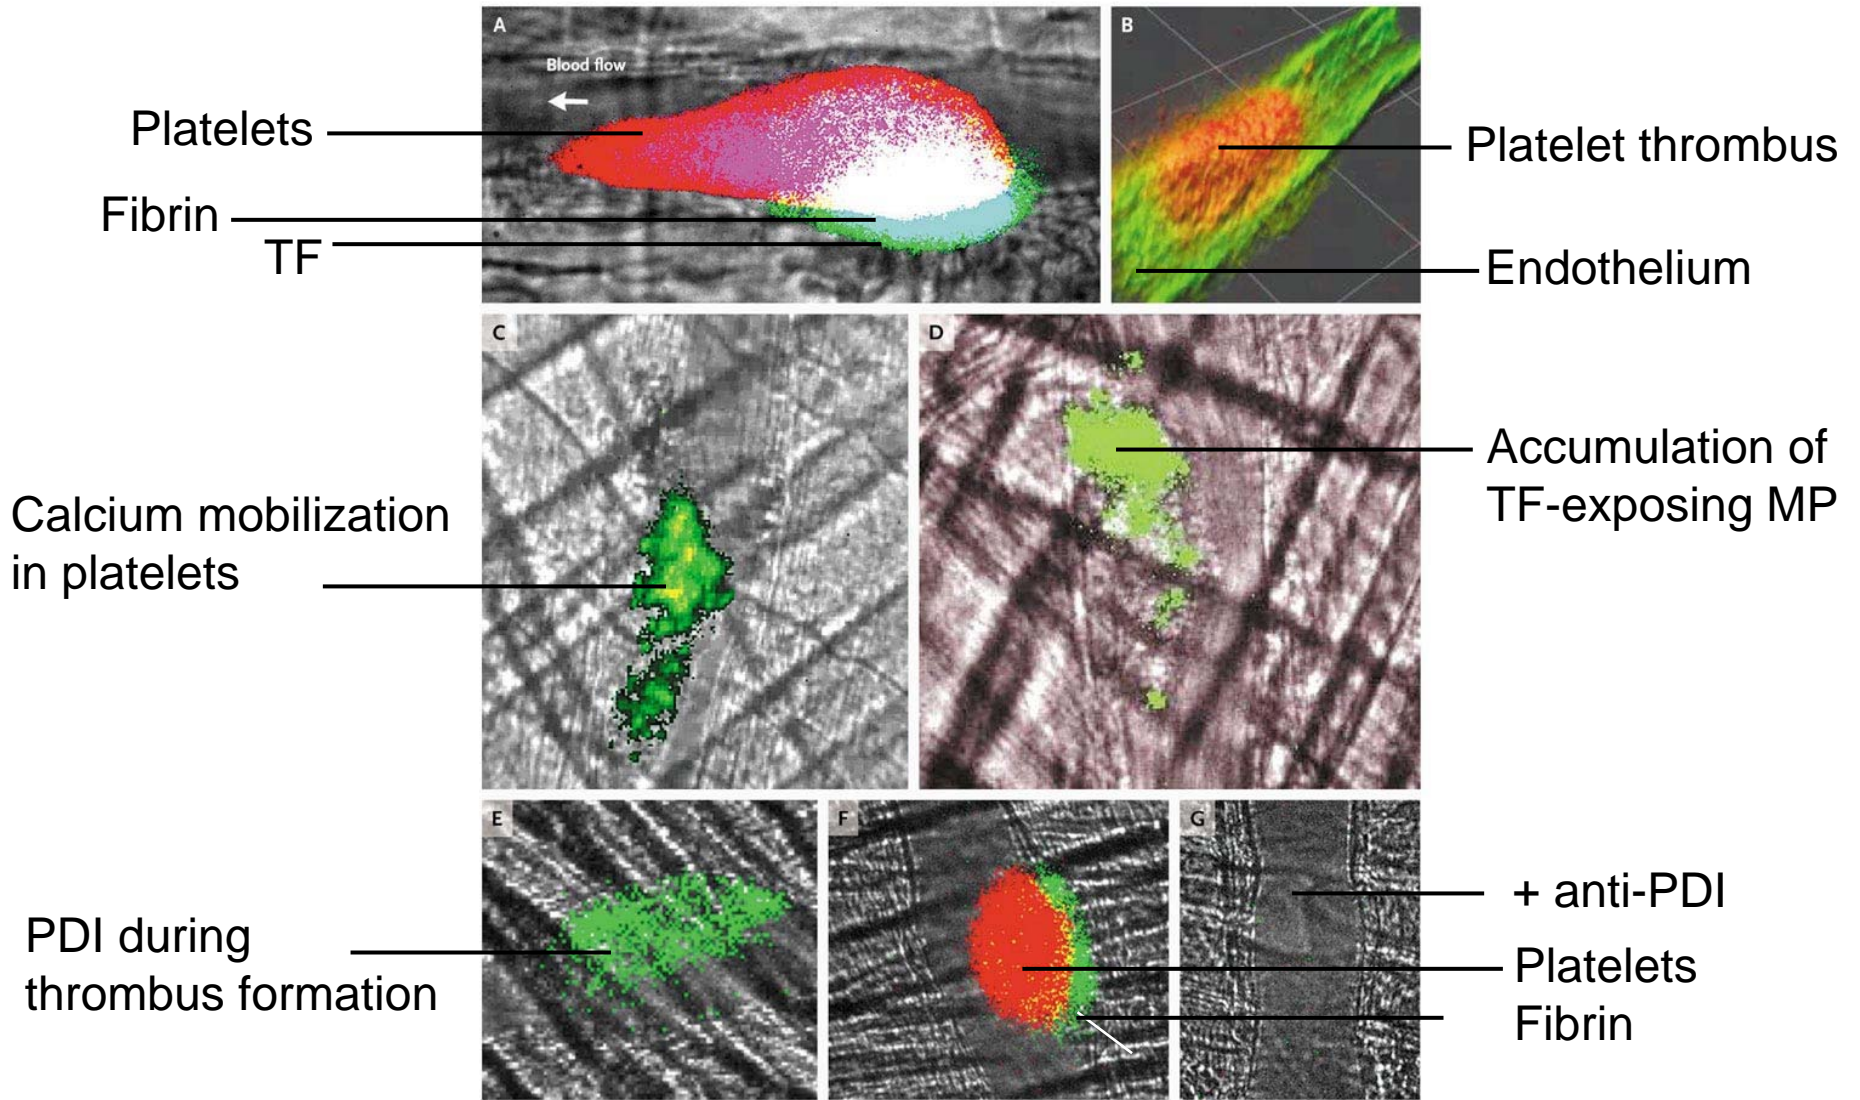 A
B
Blood flow
Platelets
Platelet thrombus
Fibrin
TF
Endothelium
C
D
Accumulation of
TF-exposing MP
Calcium mobilization
in platelets
E
F
G
+ anti-PDI
PDI during
thrombus formation
Platelets
Fibrin